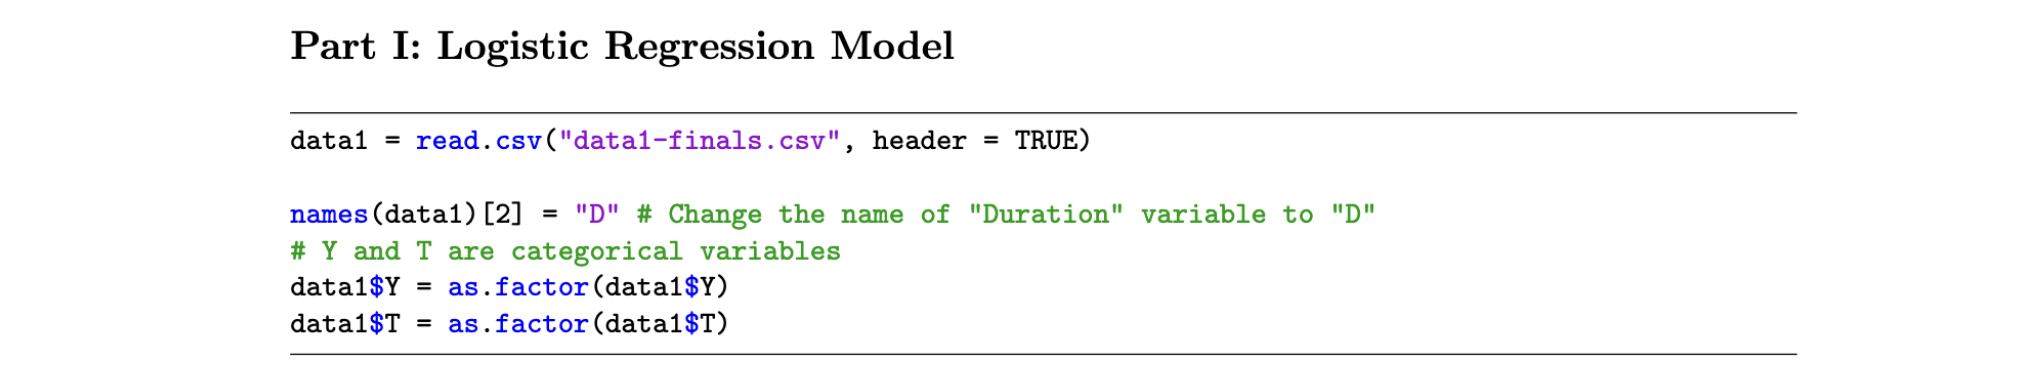 Part I: Logistic Regression Model
data1 = read.csv("data1-finals.csv", header = TRUE)
names(data1)[2] = "D" # Change the name of "Duration" variable to "D"
# Y and T are categorical variables
data1$Y = as.factor(data1$Y)
data1$T = as.factor(data1$T)